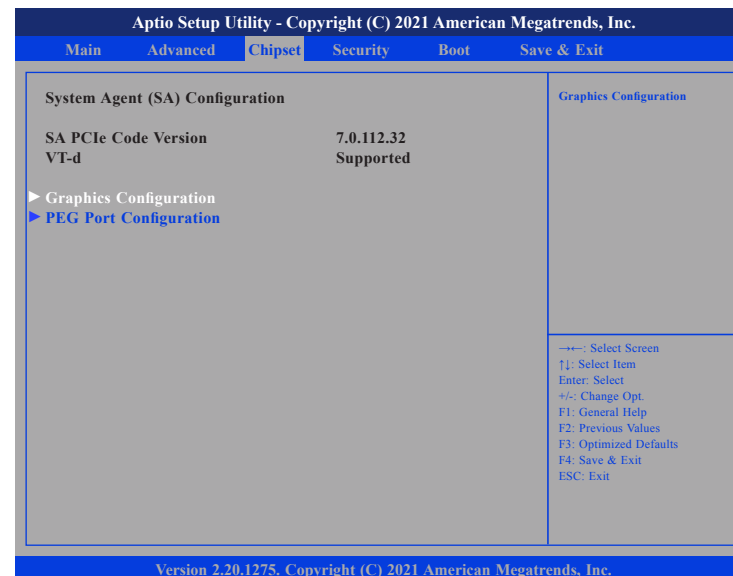 Aptio Setup Utility - Copyright (C) 2021 American Megatrends, Inc.
Main Advanced Chipset Security Boot Save & Exit
System Agent (SA) Configuration
SA PCIe Code Version 7.0.112.32
VT-d Supported
▶ Graphics Configuration
▶ PEG Port Configuration
Graphics Configuration
→←: Select Screen
↑↓: Select Item
Enter: Select
+/-: Change Opt.
F1: General Help
F2: Previous Values
F3: Optimized Defaults
F4: Save & Exit
ESC: Exit
Version 2.20.1275. Copyright (C) 2021 American Megatrends, Inc.